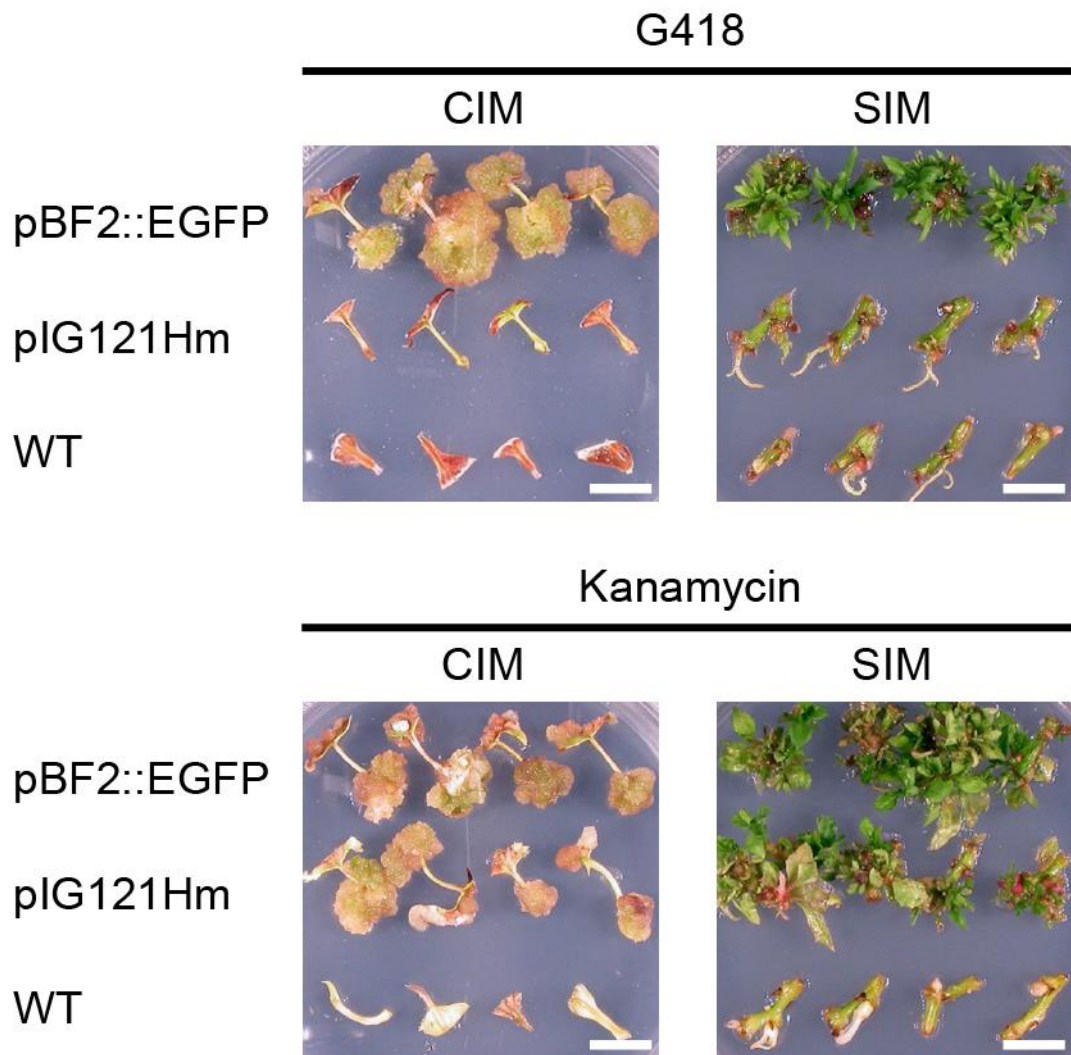 G418
CIM SIM
pBF2::EGFP
pIG121Hm
WT
Kanamycin
CIM SIM
pBF2::EGFP
pIG121Hm
WT